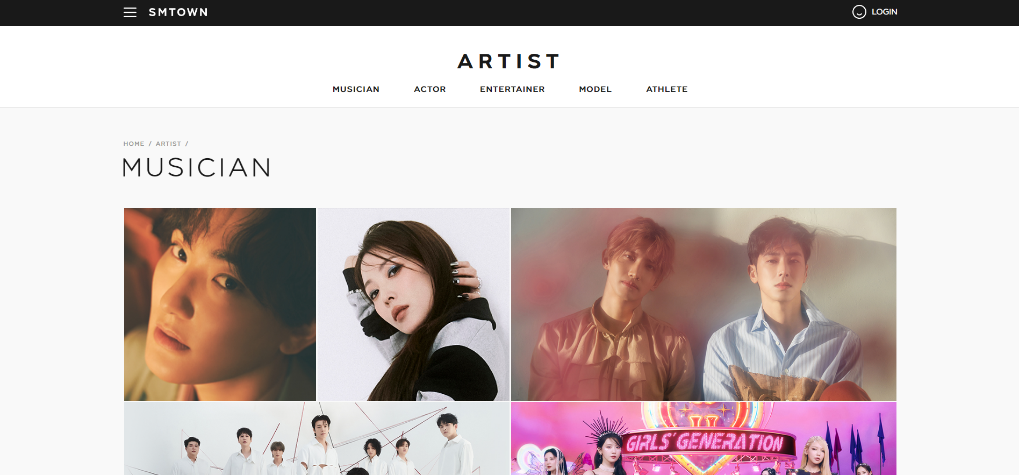 SMTOWN
LOGIN
ARTIST
MUSICIAN ACTOR ENTERTAINER MODEL ATHLETE
HOME / ARTIST /
MUSICIAN
GIRLS' GENERATION